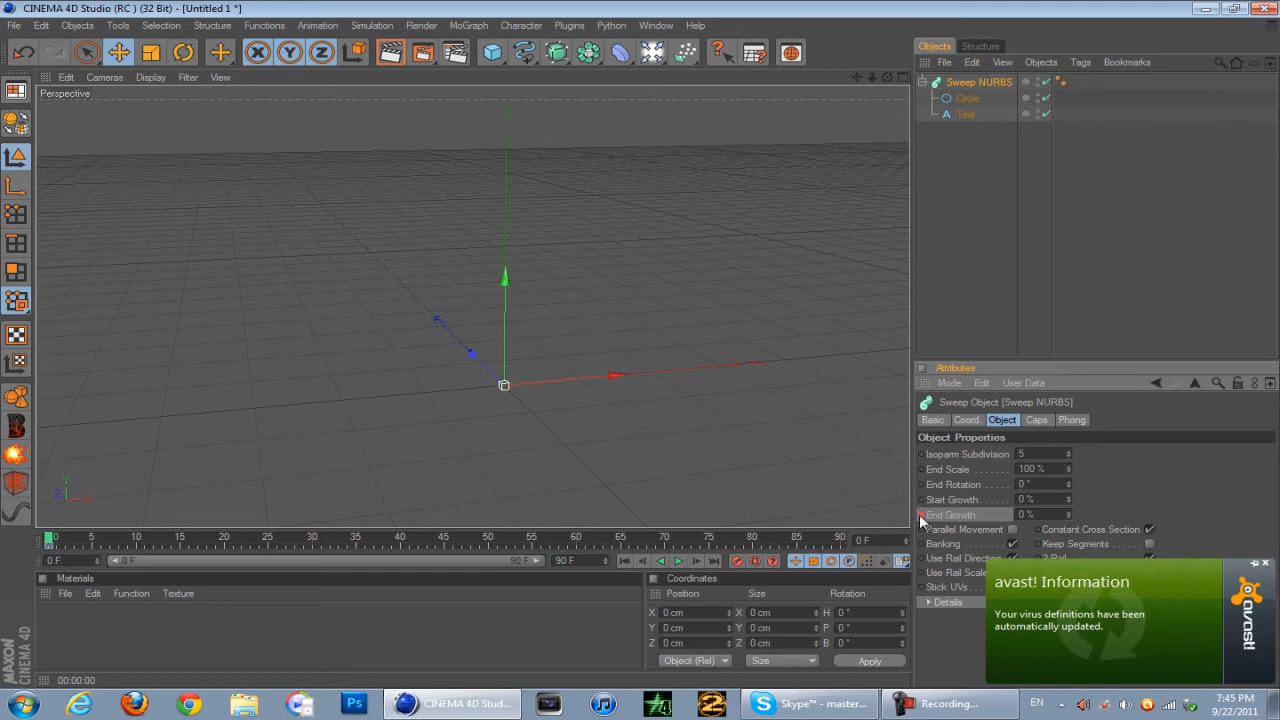 CINEMA 4D Studio (RC ) (32 Bit) - [Untitled 1 *]
File Edit Objects Tools Selection Structure Functions Animation Simulation Render MoGraph Character Plugins Python Window Help
Objects Structure
File Edit View Objects Tags Bookmarks
Edit Cameras Display Filter View
Perspective
Sweep NURBS
Circle
Text
Attributes
Mode Edit User Data
Sweep Object [Sweep NURBS]
Basic Coord. Object Caps Phong
Object Properties
Isoparm Subdivision 5
End Scale 100 %
End Rotation 0 °
Start Growth 0 %
End Growth 0 %
Parallel Movement Constant Cross Section
Banking Keep Segments
Use Rail Direction 2-Rail
Use Rail Scale
Stick UVs
Details
avast! Information
Your virus definitions have been
automatically updated.
avast!
Y
Z X
0 5 10 15 20 25 30 35 40 45 50 55 60 65 70 75 80 85 90 0 F
0 F 0 F 90 F 90 F
Materials
File Edit Function Texture
Coordinates
Position Size Rotation
X 0 cm X 0 cm H 0 °
Y 0 cm Y 0 cm P 0 °
Z 0 cm Z 0 cm B 0 °
Object (Rel) Size Apply
MAXON
CINEMA 4D
00:00:00
Ps CINEMA 4D Stud... Skype™ - master... Recording... EN 7:45 PM
9/22/2011